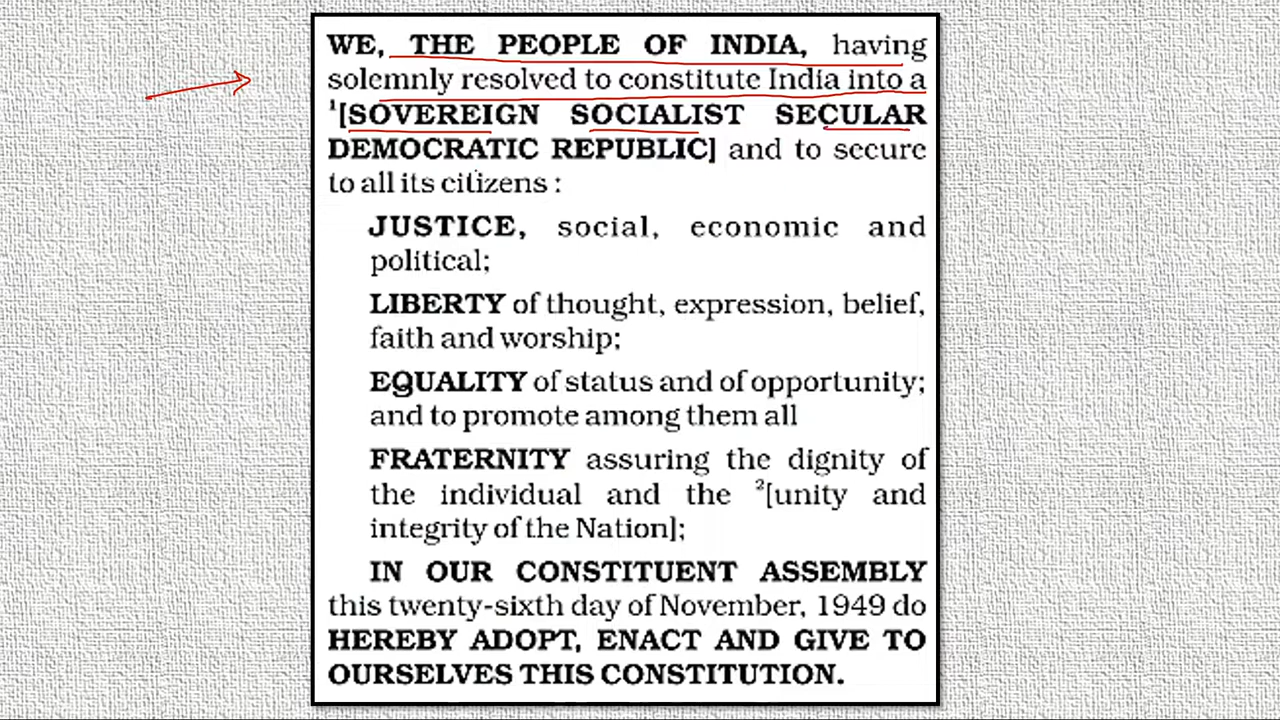 WE, THE PEOPLE OF INDIA, having
solemnly resolved to constitute India into a
¹[SOVEREIGN SOCIALIST SECULAR
DEMOCRATIC REPUBLIC] and to secure
to all its citizens :
JUSTICE, social, economic and
political;
LIBERTY of thought, expression, belief,
faith and worship;
EQUALITY of status and of opportunity;
and to promote among them all
FRATERNITY assuring the dignity of
the individual and the ²[unity and
integrity of the Nation];
IN OUR CONSTITUENT ASSEMBLY
this twenty-sixth day of November, 1949 do
HEREBY ADOPT, ENACT AND GIVE TO
OURSELVES THIS CONSTITUTION.